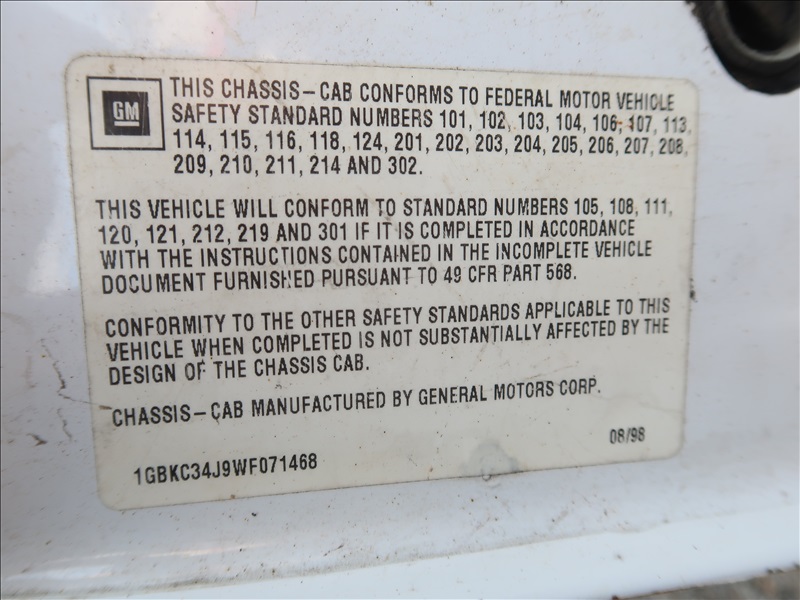 GM
THIS CHASSIS-CAB CONFORMS TO FEDERAL MOTOR VEHICLE
SAFETY STANDARD NUMBERS 101, 102, 103, 104, 106, 107, 113,
114, 115, 116, 118, 124, 201, 202, 203, 204, 205, 206, 207, 208,
209, 210, 211, 214 AND 302.
THIS VEHICLE WILL CONFORM TO STANDARD NUMBERS 105, 108, 111,
120, 121, 212, 219 AND 301 IF IT IS COMPLETED IN ACCORDANCE
WITH THE INSTRUCTIONS CONTAINED IN THE INCOMPLETE VEHICLE
DOCUMENT FURNISHED PURSUANT TO 49 CFR PART 568.
CONFORMITY TO THE OTHER SAFETY STANDARDS APPLICABLE TO THIS
VEHICLE WHEN COMPLETED IS NOT SUBSTANTIALLY AFFECTED BY THE
DESIGN OF THE CHASSIS CAB.
CHASSIS-CAB MANUFACTURED BY GENERAL MOTORS CORP.
08/98
1GBKC34J9WF071468